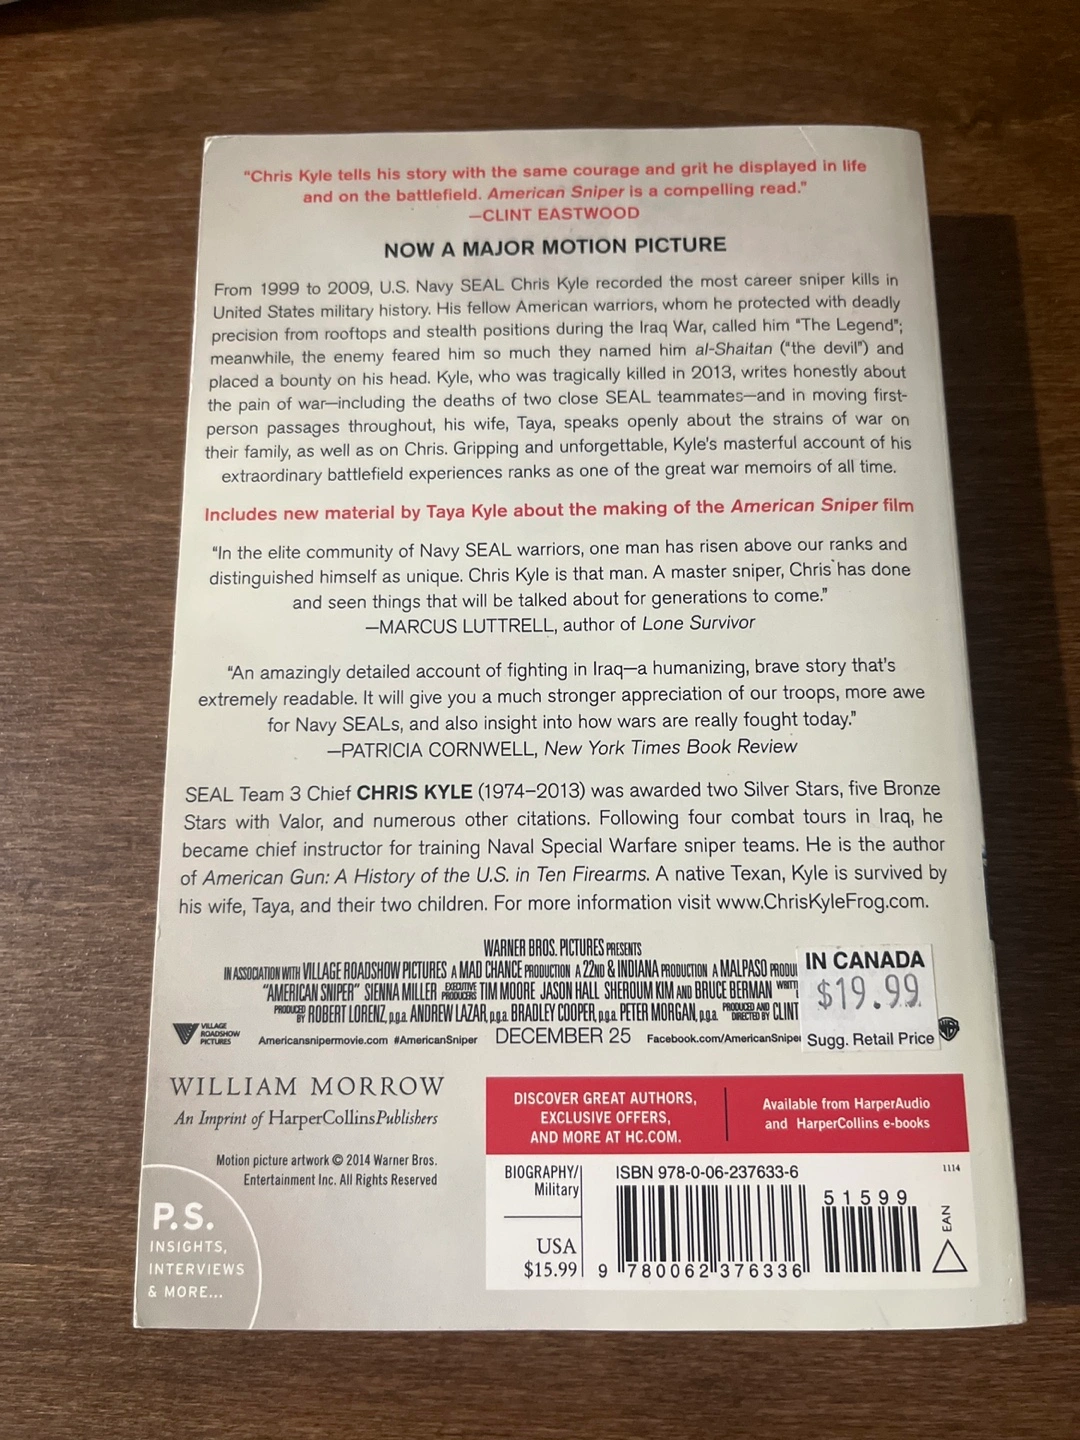 "Chris Kyle tells his story with the same courage and grit he displayed in life
and on the battlefield. American Sniper is a compelling read."
—CLINT EASTWOOD
NOW A MAJOR MOTION PICTURE
From 1999 to 2009, U.S. Navy SEAL Chris Kyle recorded the most career sniper kills in
United States military history. His fellow American warriors, whom he protected with deadly
precision from rooftops and stealth positions during the Iraq War, called him "The Legend";
meanwhile, the enemy feared him so much they named him al-Shaitan ("the devil") and
placed a bounty on his head. Kyle, who was tragically killed in 2013, writes honestly about
the pain of war—including the deaths of two close SEAL teammates—and in moving first-
person passages throughout, his wife, Taya, speaks openly about the strains of war on
their family, as well as on Chris. Gripping and unforgettable, Kyle's masterful account of his
extraordinary battlefield experiences ranks as one of the great war memoirs of all time.
Includes new material by Taya Kyle about the making of the American Sniper film
"In the elite community of Navy SEAL warriors, one man has risen above our ranks and
distinguished himself as unique. Chris Kyle is that man. A master sniper, Chris has done
and seen things that will be talked about for generations to come."
—MARCUS LUTTRELL, author of Lone Survivor
"An amazingly detailed account of fighting in Iraq—a humanizing, brave story that's
extremely readable. It will give you a much stronger appreciation of our troops, more awe
for Navy SEALs, and also insight into how wars are really fought today."
—PATRICIA CORNWELL, New York Times Book Review
SEAL Team 3 Chief CHRIS KYLE (1974–2013) was awarded two Silver Stars, five Bronze
Stars with Valor, and numerous other citations. Following four combat tours in Iraq, he
became chief instructor for training Naval Special Warfare sniper teams. He is the author
of American Gun: A History of the U.S. in Ten Firearms. A native Texan, Kyle is survived by
his wife, Taya, and their two children. For more information visit www.ChrisKyleFrog.com.
WARNER BROS. PICTURES PRESENTS
IN ASSOCIATION WITH VILLAGE ROADSHOW PICTURES A MAD CHANCE PRODUCTION A 22ND & INDIANA PRODUCTION A MALPASO PRODU
"AMERICAN SNIPER" SIENNA MILLER EXECUTIVE PRODUCERS TIM MOORE JASON HALL SHEROUM KIM AND BRUCE BERMAN WRITT
PRODUCED BY ROBERT LORENZ, p.g.a. ANDREW LAZAR, p.g.a. BRADLEY COOPER, p.g.a. PETER MORGAN, p.g.a. PRODUCED AND DIRECTED BY CLINT
IN CANADA
$19.99
Sugg. Retail Price
VILLAGE
ROADSHOW
PICTURES
Americansnipermovie.com #AmericanSniper DECEMBER 25 Facebook.com/AmericanSniper
WB
WILLIAM MORROW
An Imprint of HarperCollinsPublishers
Motion picture artwork © 2014 Warner Bros.
Entertainment Inc. All Rights Reserved
P.S.
INSIGHTS,
INTERVIEWS
& MORE...
DISCOVER GREAT AUTHORS,
EXCLUSIVE OFFERS,
AND MORE AT HC.COM.
Available from HarperAudio
and HarperCollins e-books
BIOGRAPHY/
Military
USA
$15.99
ISBN 978-0-06-237633-6
9 780062 376336
51599
1114
EAN